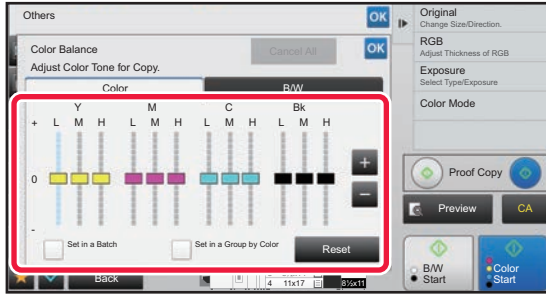 Others
OK
Color Balance
Cancel All
OK
Adjust Color Tone for Copy.
Color
B/W
Y M C Bk
+ L M H L M H L M H L M H
0
+
-
-
Set in a Batch
Set in a Group by Color
Reset
Back
4 11x17
8½x11
Original
Change Size/Direction.
RGB
Adjust Thickness of RGB
Exposure
Select Type/Exposure
Color Mode
Proof Copy
Preview
CA
B/W
Start
Color
Start